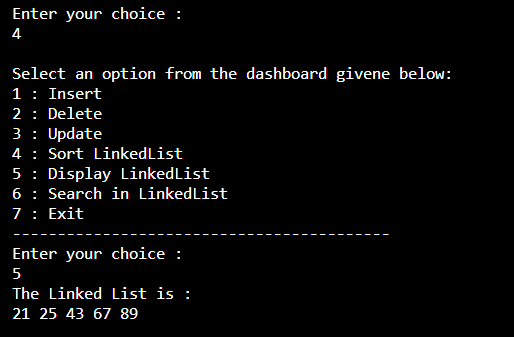 Enter your choice :
4
Select an option from the dashboard givene below:
1 : Insert
2 : Delete
3 : Update
4 : Sort LinkedList
5 : Display LinkedList
6 : Search in LinkedList
7 : Exit
------------------------------------------
Enter your choice :
5
The Linked List is :
21 25 43 67 89